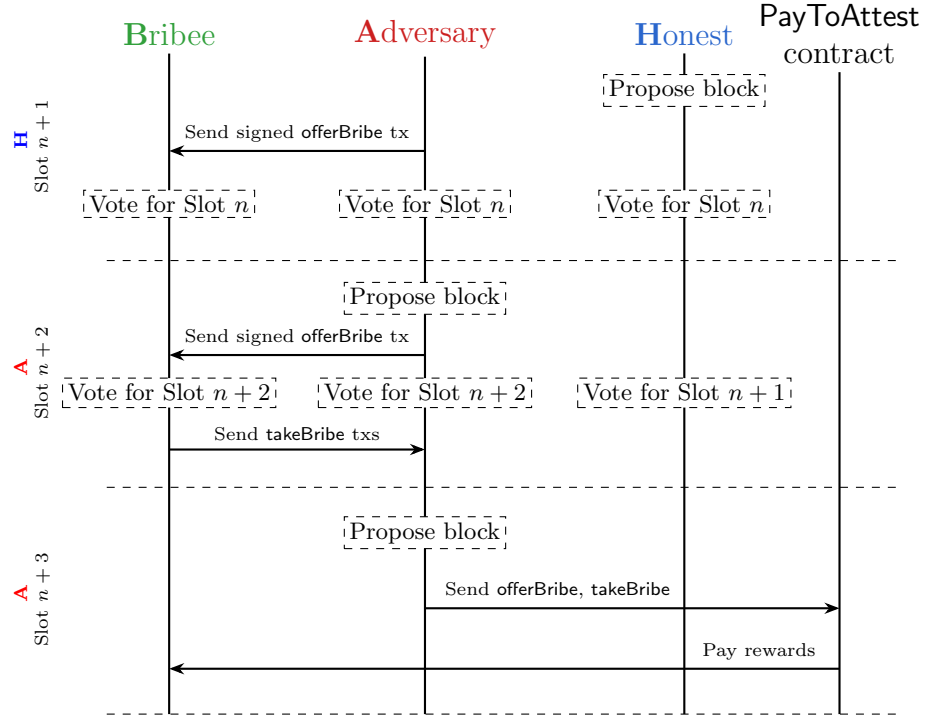 Bribee
Adversary
Honest
PayToAttest
contract
H
Slot n + 1
Propose block
Send signed offerBribe tx
Vote for Slot n
Vote for Slot n
Vote for Slot n
A
Slot n + 2
Propose block
Send signed offerBribe tx
Vote for Slot n + 2
Vote for Slot n + 2
Vote for Slot n + 1
Send takeBribe txs
A
Slot n + 3
Propose block
Send offerBribe, takeBribe
Pay rewards